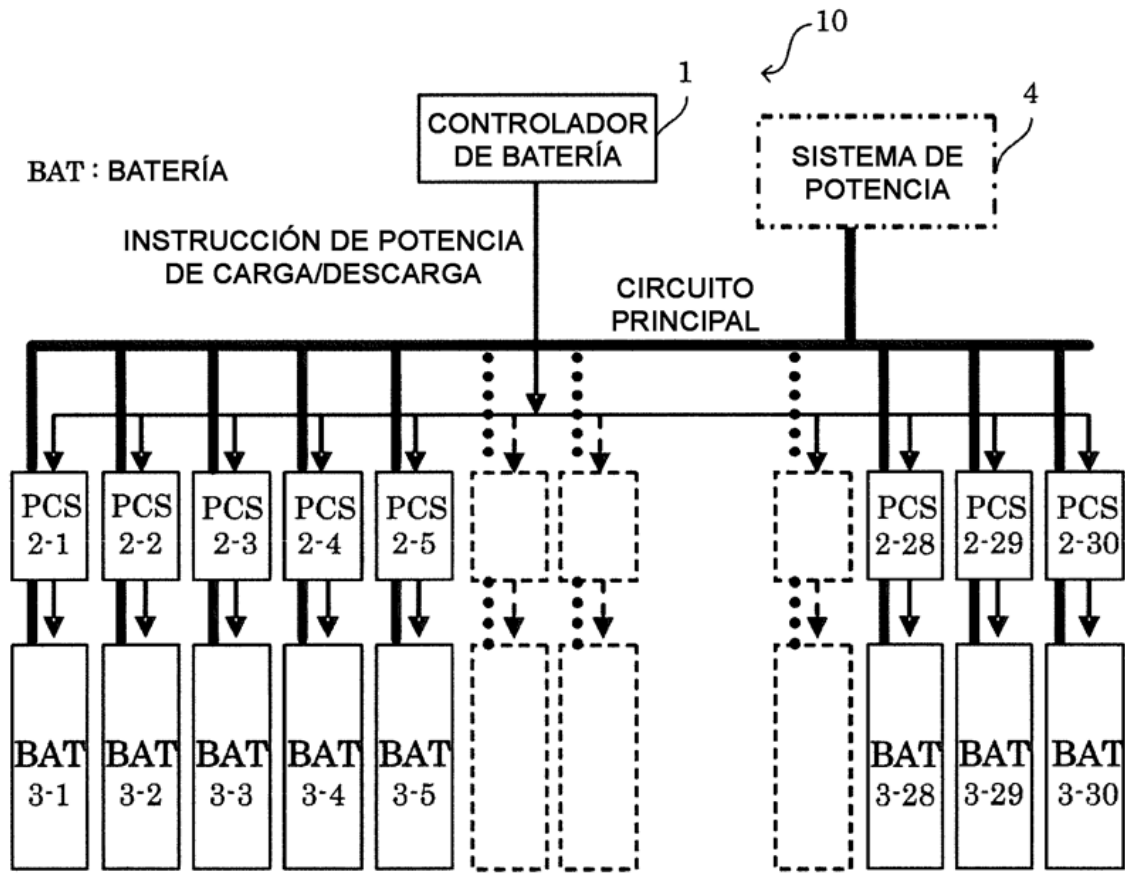 10
1
4
CONTROLADOR
DE BATERÍA
SISTEMA DE
POTENCIA
BAT : BATERÍA
INSTRUCCIÓN DE POTENCIA
DE CARGA/DESCARGA
CIRCUITO
PRINCIPAL
PCS
2-1
PCS
2-2
PCS
2-3
PCS
2-4
PCS
2-5
PCS
2-28
PCS
2-29
PCS
2-30
BAT
3-1
BAT
3-2
BAT
3-3
BAT
3-4
BAT
3-5
BAT
3-28
BAT
3-29
BAT
3-30